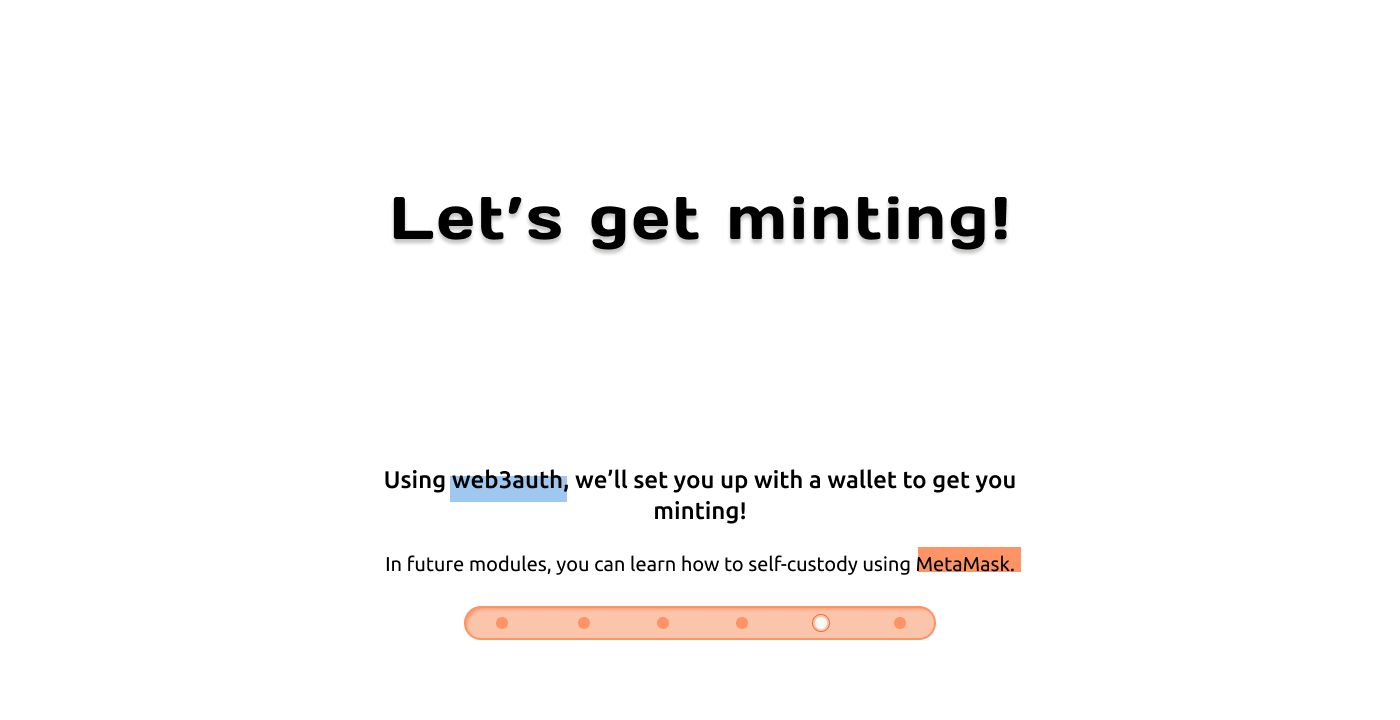 Let’s get minting!
Using web3auth, we’ll set you up with a wallet to get you
minting!
In future modules, you can learn how to self-custody using MetaMask.